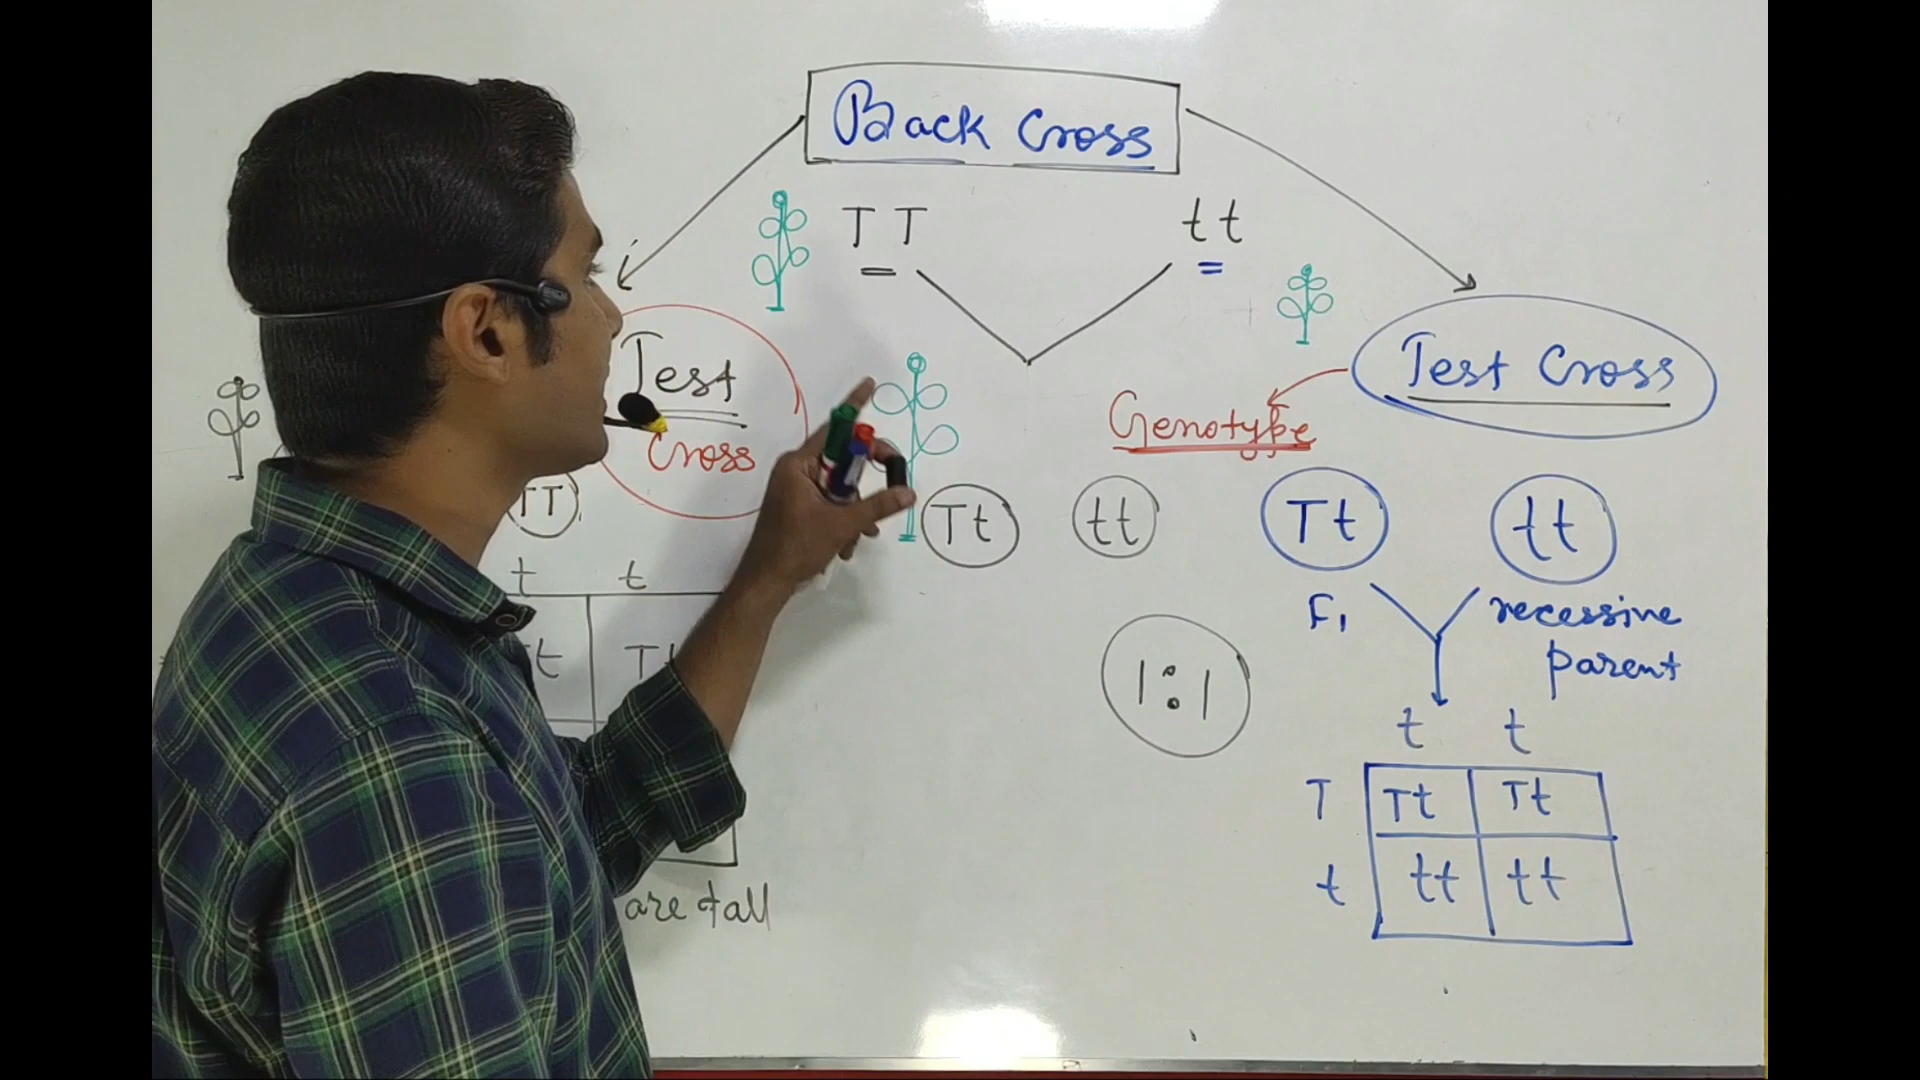 Back Cross
TT tt
Test
Cross
Test Cross
Genotype
TT
Tt tt
Tt tt
F1 recessive
parent
t t
1:1
t t
T Tt Tt
t tt tt
are tall